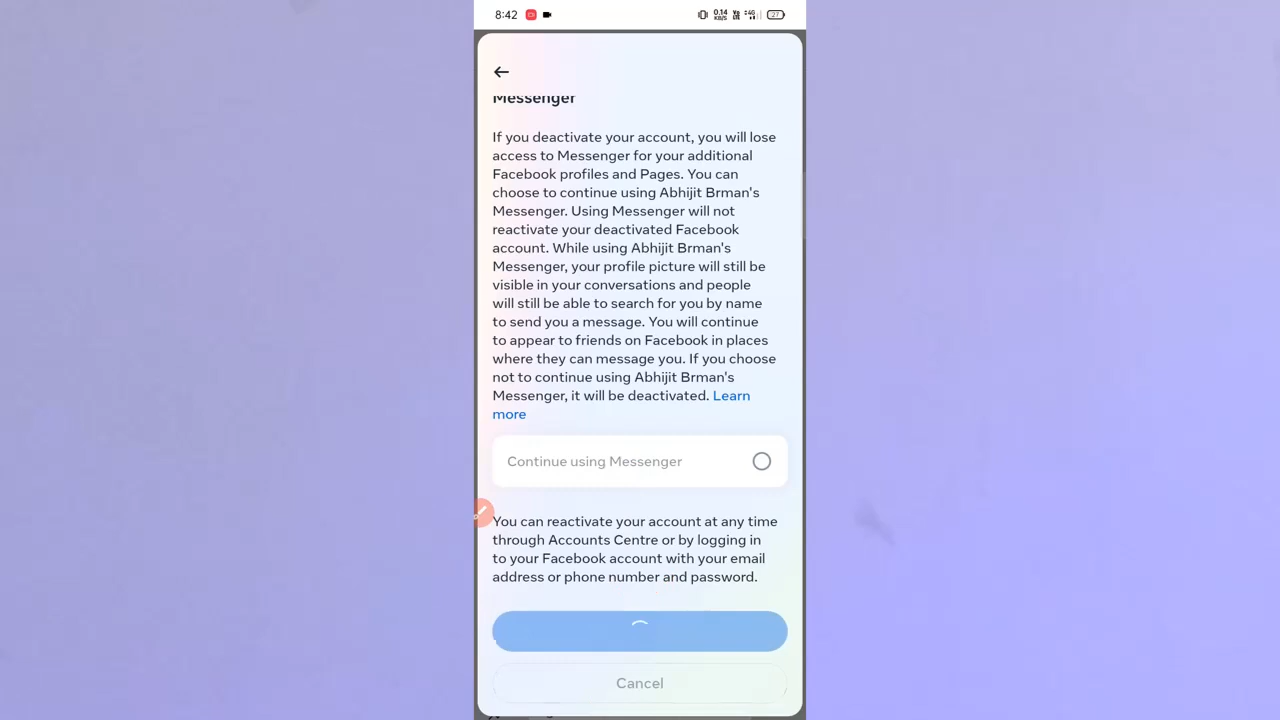 8:42
0.14
KB/S
Vo
LTE
4G
27
Messenger
If you deactivate your account, you will lose
access to Messenger for your additional
Facebook profiles and Pages. You can
choose to continue using Abhijit Brman's
Messenger. Using Messenger will not
reactivate your deactivated Facebook
account. While using Abhijit Brman's
Messenger, your profile picture will still be
visible in your conversations and people
will still be able to search for you by name
to send you a message. You will continue
to appear to friends on Facebook in places
where they can message you. If you choose
not to continue using Abhijit Brman's
Messenger, it will be deactivated. Learn
more
Continue using Messenger
You can reactivate your account at any time
through Accounts Centre or by logging in
to your Facebook account with your email
address or phone number and password.
Cancel